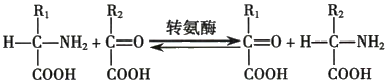 R₁ R₂ 转氨酶 R₁ R₂
H—C—NH₂ + C=O ⇌ C=O + H—C—NH₂
COOH COOH COOH COOH